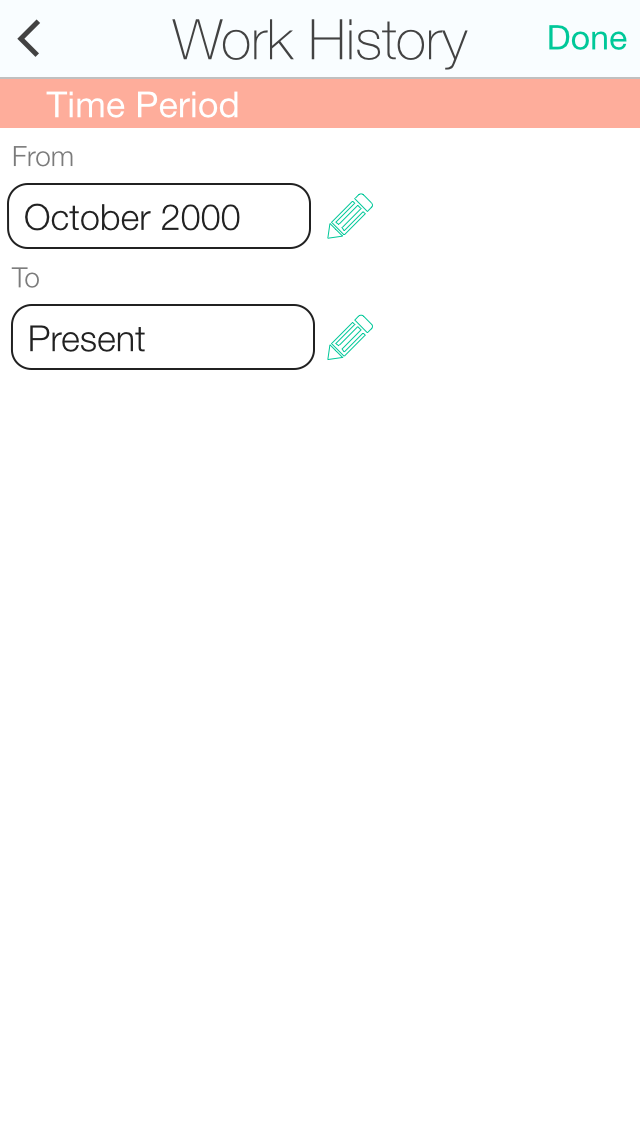 Work History
Done
Time Period
From
October 2000
To
Present